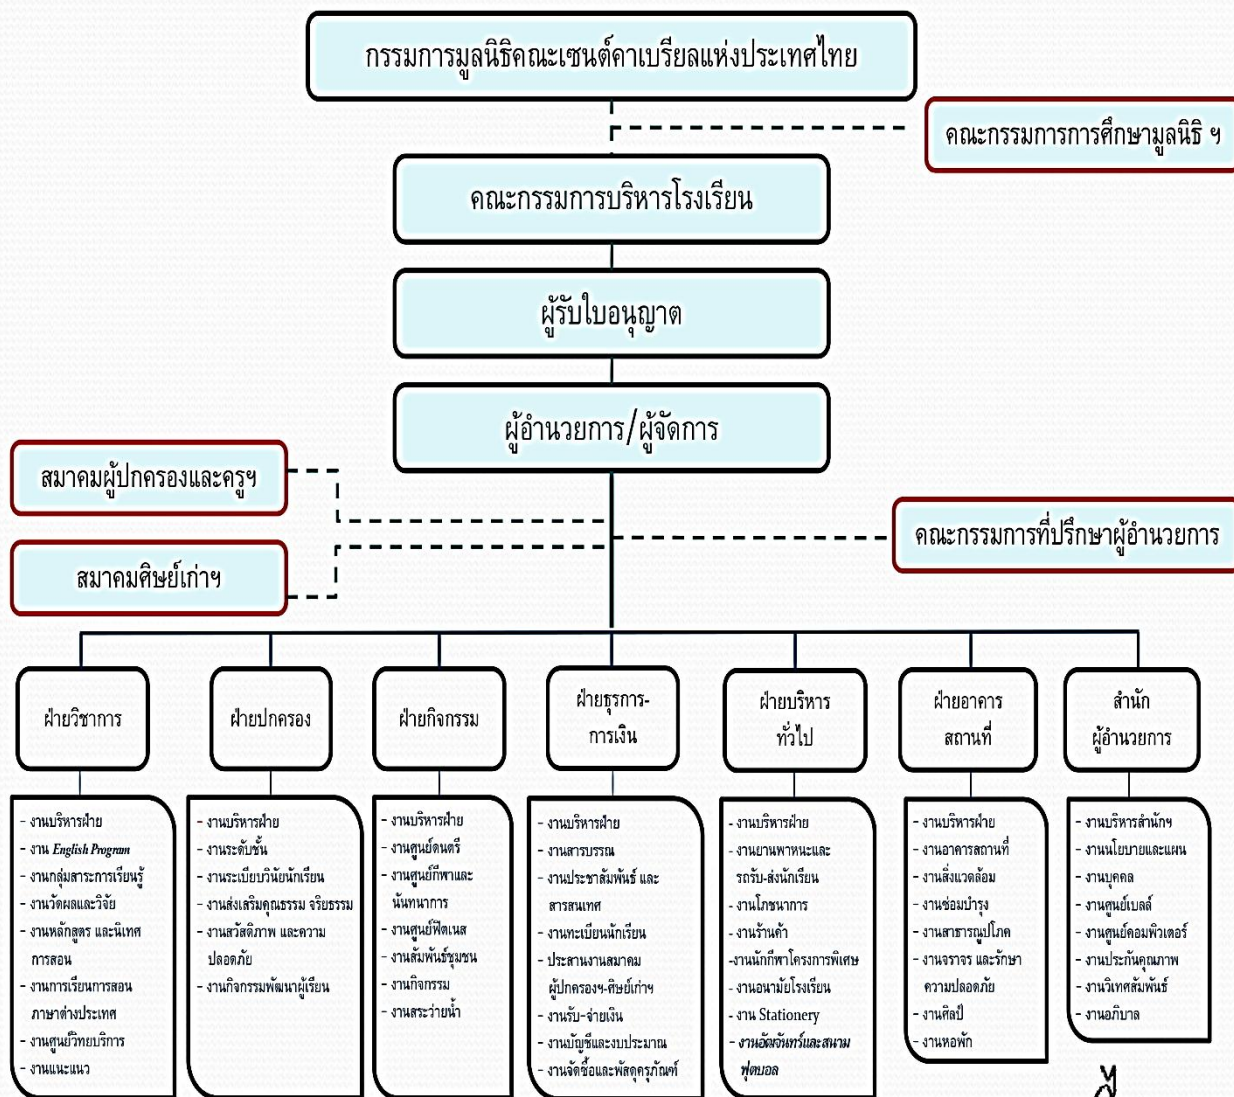 กรรมการมูลนิธิคณะเซนต์คาเบรียลแห่งประเทศไทย
คณะกรรมการการศึกษามูลนิธิ ฯ
คณะกรรมการบริหารโรงเรียน
ผู้รับใบอนุญาต
ผู้อำนวยการ/ผู้จัดการ
สมาคมผู้ปกครองและครูฯ
คณะกรรมการที่ปรึกษาผู้อำนวยการ
สมาคมศิษย์เก่าฯ
ฝ่ายวิชาการ
- งานบริหารฝ่าย
- งาน English Program
- งานกลุ่มสาระการเรียนรู้
- งานวัดผลและวิจัย
- งานหลักสูตร และนิเทศ
การสอน
- งานการเรียนการสอน
ภาษาต่างประเทศ
- งานศูนย์วิทยบริการ
- งานแนะแนว
ฝ่ายปกครอง
- งานบริหารฝ่าย
- งานระดับชั้น
- งานระเบียบวินัยนักเรียน
- งานส่งเสริมคุณธรรม จริยธรรม
- งานสวัสดิภาพ และความ
ปลอดภัย
- งานกิจกรรมพัฒนาผู้เรียน
ฝ่ายกิจกรรม
- งานบริหารฝ่าย
- งานศูนย์ดนตรี
- งานศูนย์กีฬาและ
นันทนาการ
- งานศูนย์ฟิตเนส
- งานสัมพันธ์ชุมชน
- งานกิจกรรม
- งานสระว่ายน้ำ
ฝ่ายธุรการ-
การเงิน
- งานบริหารฝ่าย
- งานสารบรรณ
- งานประชาสัมพันธ์ และ
สารสนเทศ
- งานทะเบียนนักเรียน
- ประสานงานสมาคม
ผู้ปกครองฯ-ศิษย์เก่าฯ
- งานรับ-จ่ายเงิน
- งานบัญชีและงบประมาณ
- งานจัดซื้อและพัสดุครุภัณฑ์
ฝ่ายบริหาร
ทั่วไป
- งานบริหารฝ่าย
- งานยานพาหนะและ
รถรับ-ส่งนักเรียน
- งานโภชนาการ
- งานร้านค้า
-งานนักกีฬาโครงการพิเศษ
- งานอนามัยโรงเรียน
- งาน Stationery
- งานอัฒจันทร์และสนาม
ฟุตบอล
ฝ่ายอาคาร
สถานที่
- งานบริหารฝ่าย
- งานอาคารสถานที่
- งานสิ่งแวดล้อม
- งานซ่อมบำรุง
- งานสาธารณูปโภค
- งานจราจร และรักษา
ความปลอดภัย
- งานศิลป์
- งานหอพัก
สำนัก
ผู้อำนวยการ
- งานบริหารสำนักฯ
- งานนโยบายและแผน
- งานบุคคล
- งานศูนย์เบลล์
- งานศูนย์คอมพิวเตอร์
- งานประกันคุณภาพ
- งานวิเทศสัมพันธ์
- งานอภิบาล